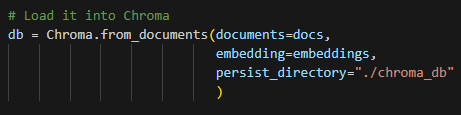 # Load it into Chroma
db = Chroma.from_documents(documents=docs,
embedding=embeddings,
persist_directory="./chroma_db"
)